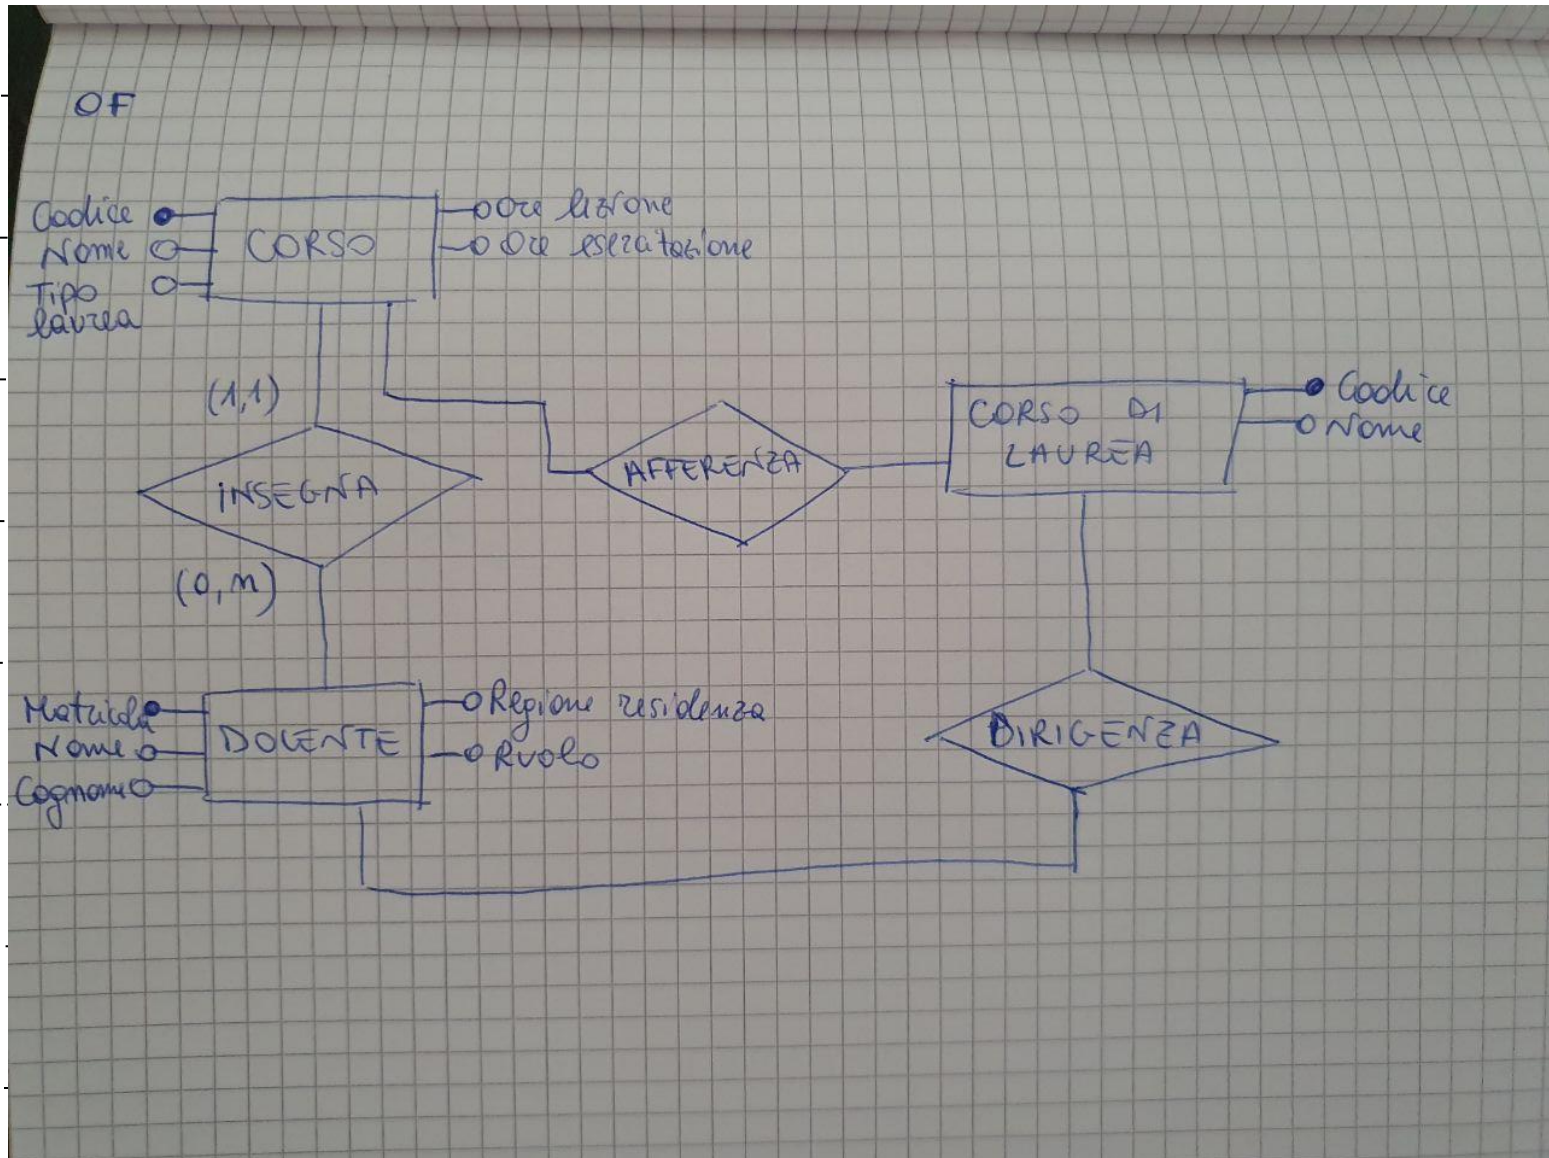 OF
Codice
Nome
Tipo
laurea
CORSO
Ore lezione
Ore esercitazione
(1,1)
INSEGNA
(0,n)
AFFERENZA
CORSO DI
LAUREA
Codice
Nome
Matricola
Nome
Cognome
DOCENTE
Regione residenza
Ruolo
DIRIGENZA